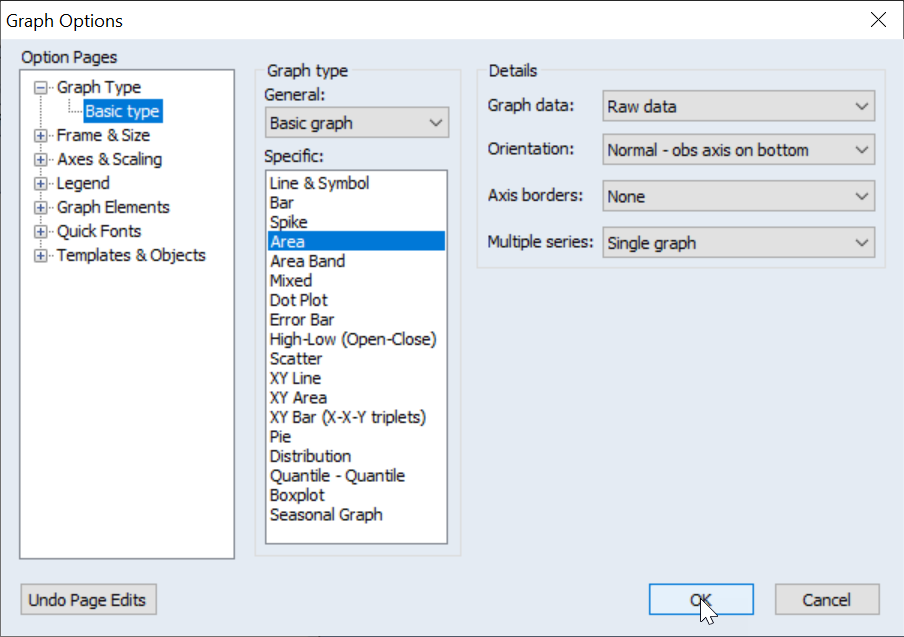 Graph Options
Option Pages
Graph Type
Basic type
Frame & Size
Axes & Scaling
Legend
Graph Elements
Quick Fonts
Templates & Objects
Undo Page Edits
Graph type
General:
Basic graph
Specific:
Line & Symbol
Bar
Spike
Area
Area Band
Mixed
Dot Plot
Error Bar
High-Low (Open-Close)
Scatter
XY Line
XY Area
XY Bar (X-X-Y triplets)
Pie
Distribution
Quantile - Quantile
Boxplot
Seasonal Graph
Details
Graph data: Raw data
Orientation: Normal - obs axis on bottom
Axis borders: None
Multiple series: Single graph
OK
Cancel